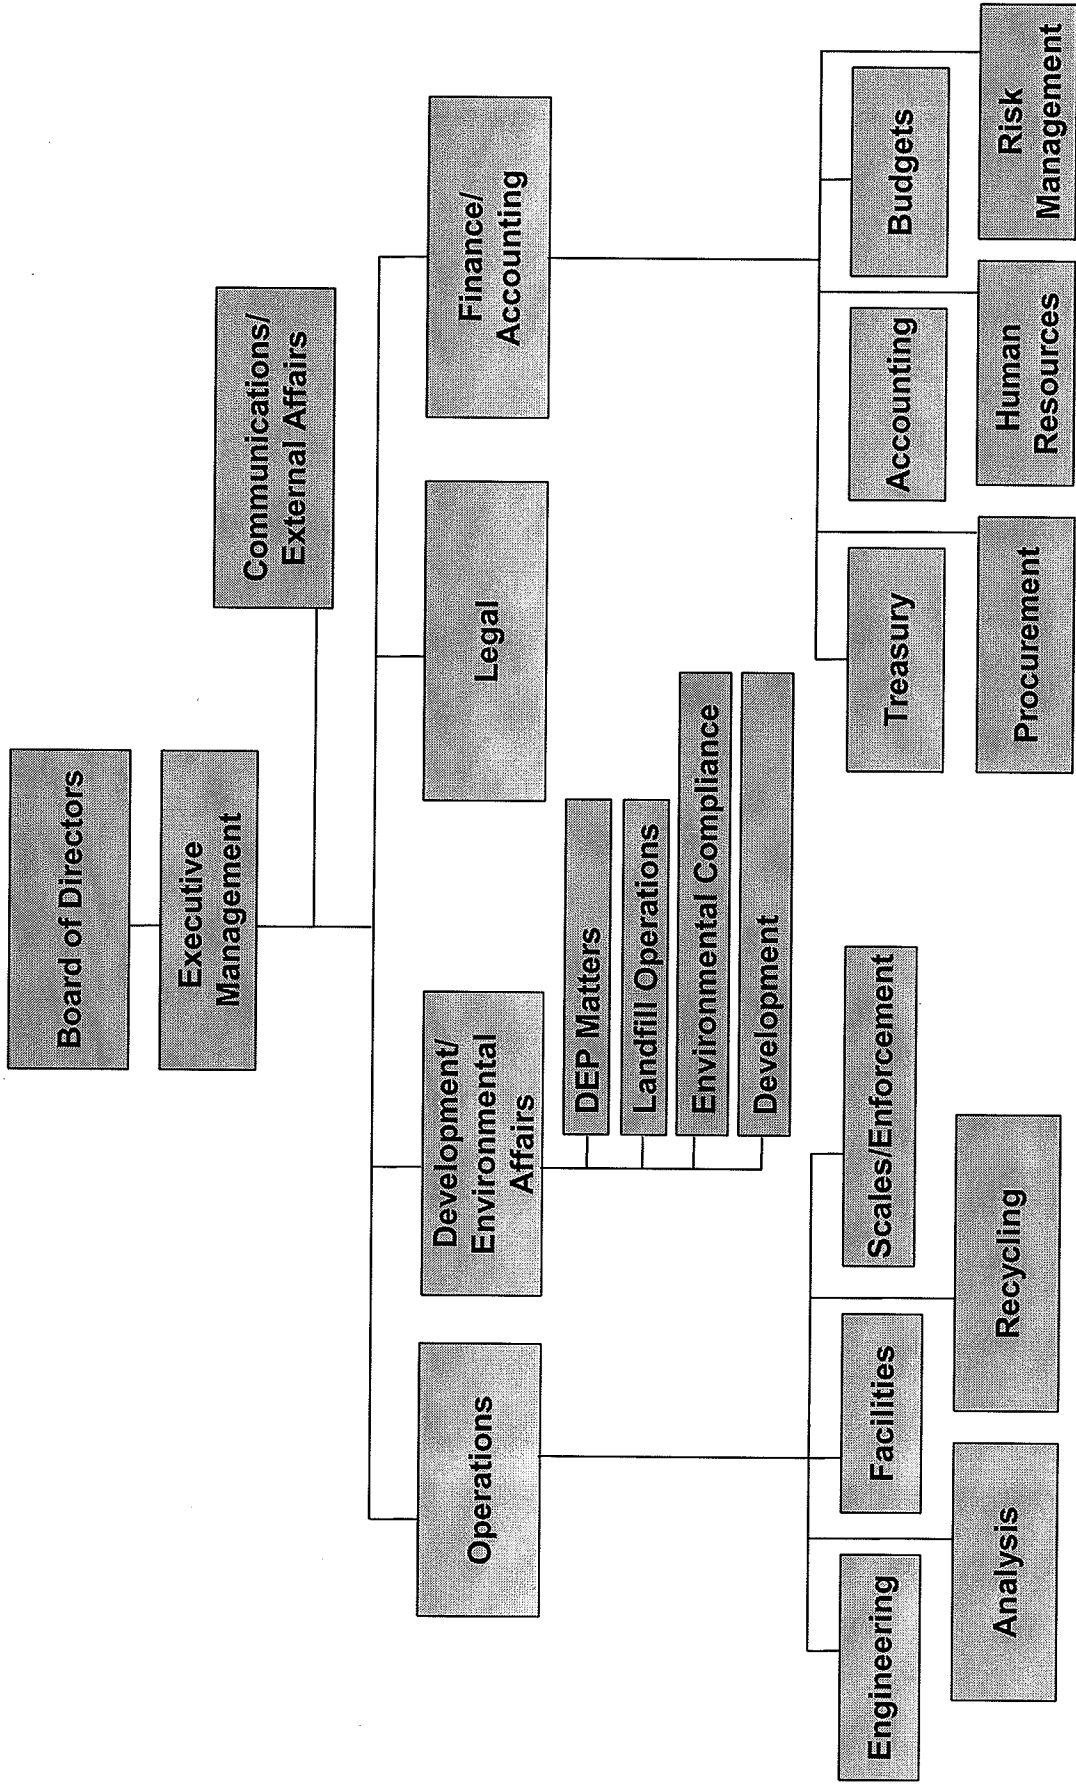 Board of Directors
Executive
Management
Communications/
External Affairs
Operations
Development/
Environmental
Affairs
Legal
Finance/
Accounting
DEP Matters
Landfill Operations
Environmental Compliance
Development
Engineering
Facilities
Scales/Enforcement
Analysis
Recycling
Treasury
Accounting
Budgets
Procurement
Human
Resources
Risk
Management